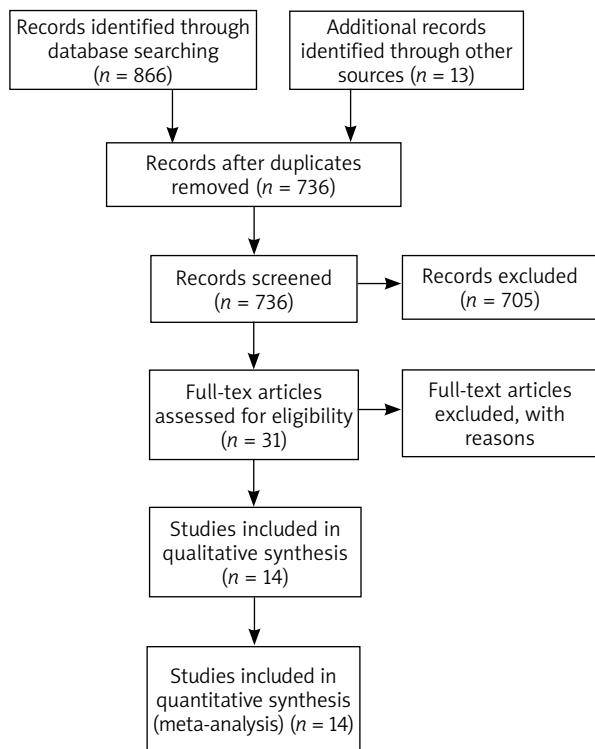 Records identified through
database searching
(n = 866)
Additional records
identified through other
sources (n = 13)
Records after duplicates
removed (n = 736)
Records screened
(n = 736)
Records excluded
(n = 705)
Full-tex articles
assessed for eligibility
(n = 31)
Full-text articles
excluded, with
reasons
Studies included in
qualitative synthesis
(n = 14)
Studies included in
quantitative synthesis
(meta-analysis) (n = 14)